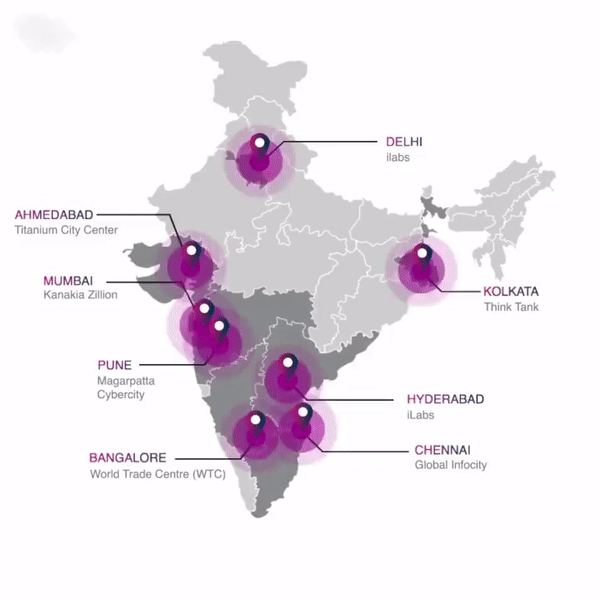 DELHI
ilabs
AHMEDABAD
Titanium City Center
MUMBAI
Kanakia Zillion
KOLKATA
Think Tank
PUNE
Magarpatta
Cybercity
HYDERABAD
iLabs
CHENNAI
Global Infocity
BANGALORE
World Trade Centre (WTC)